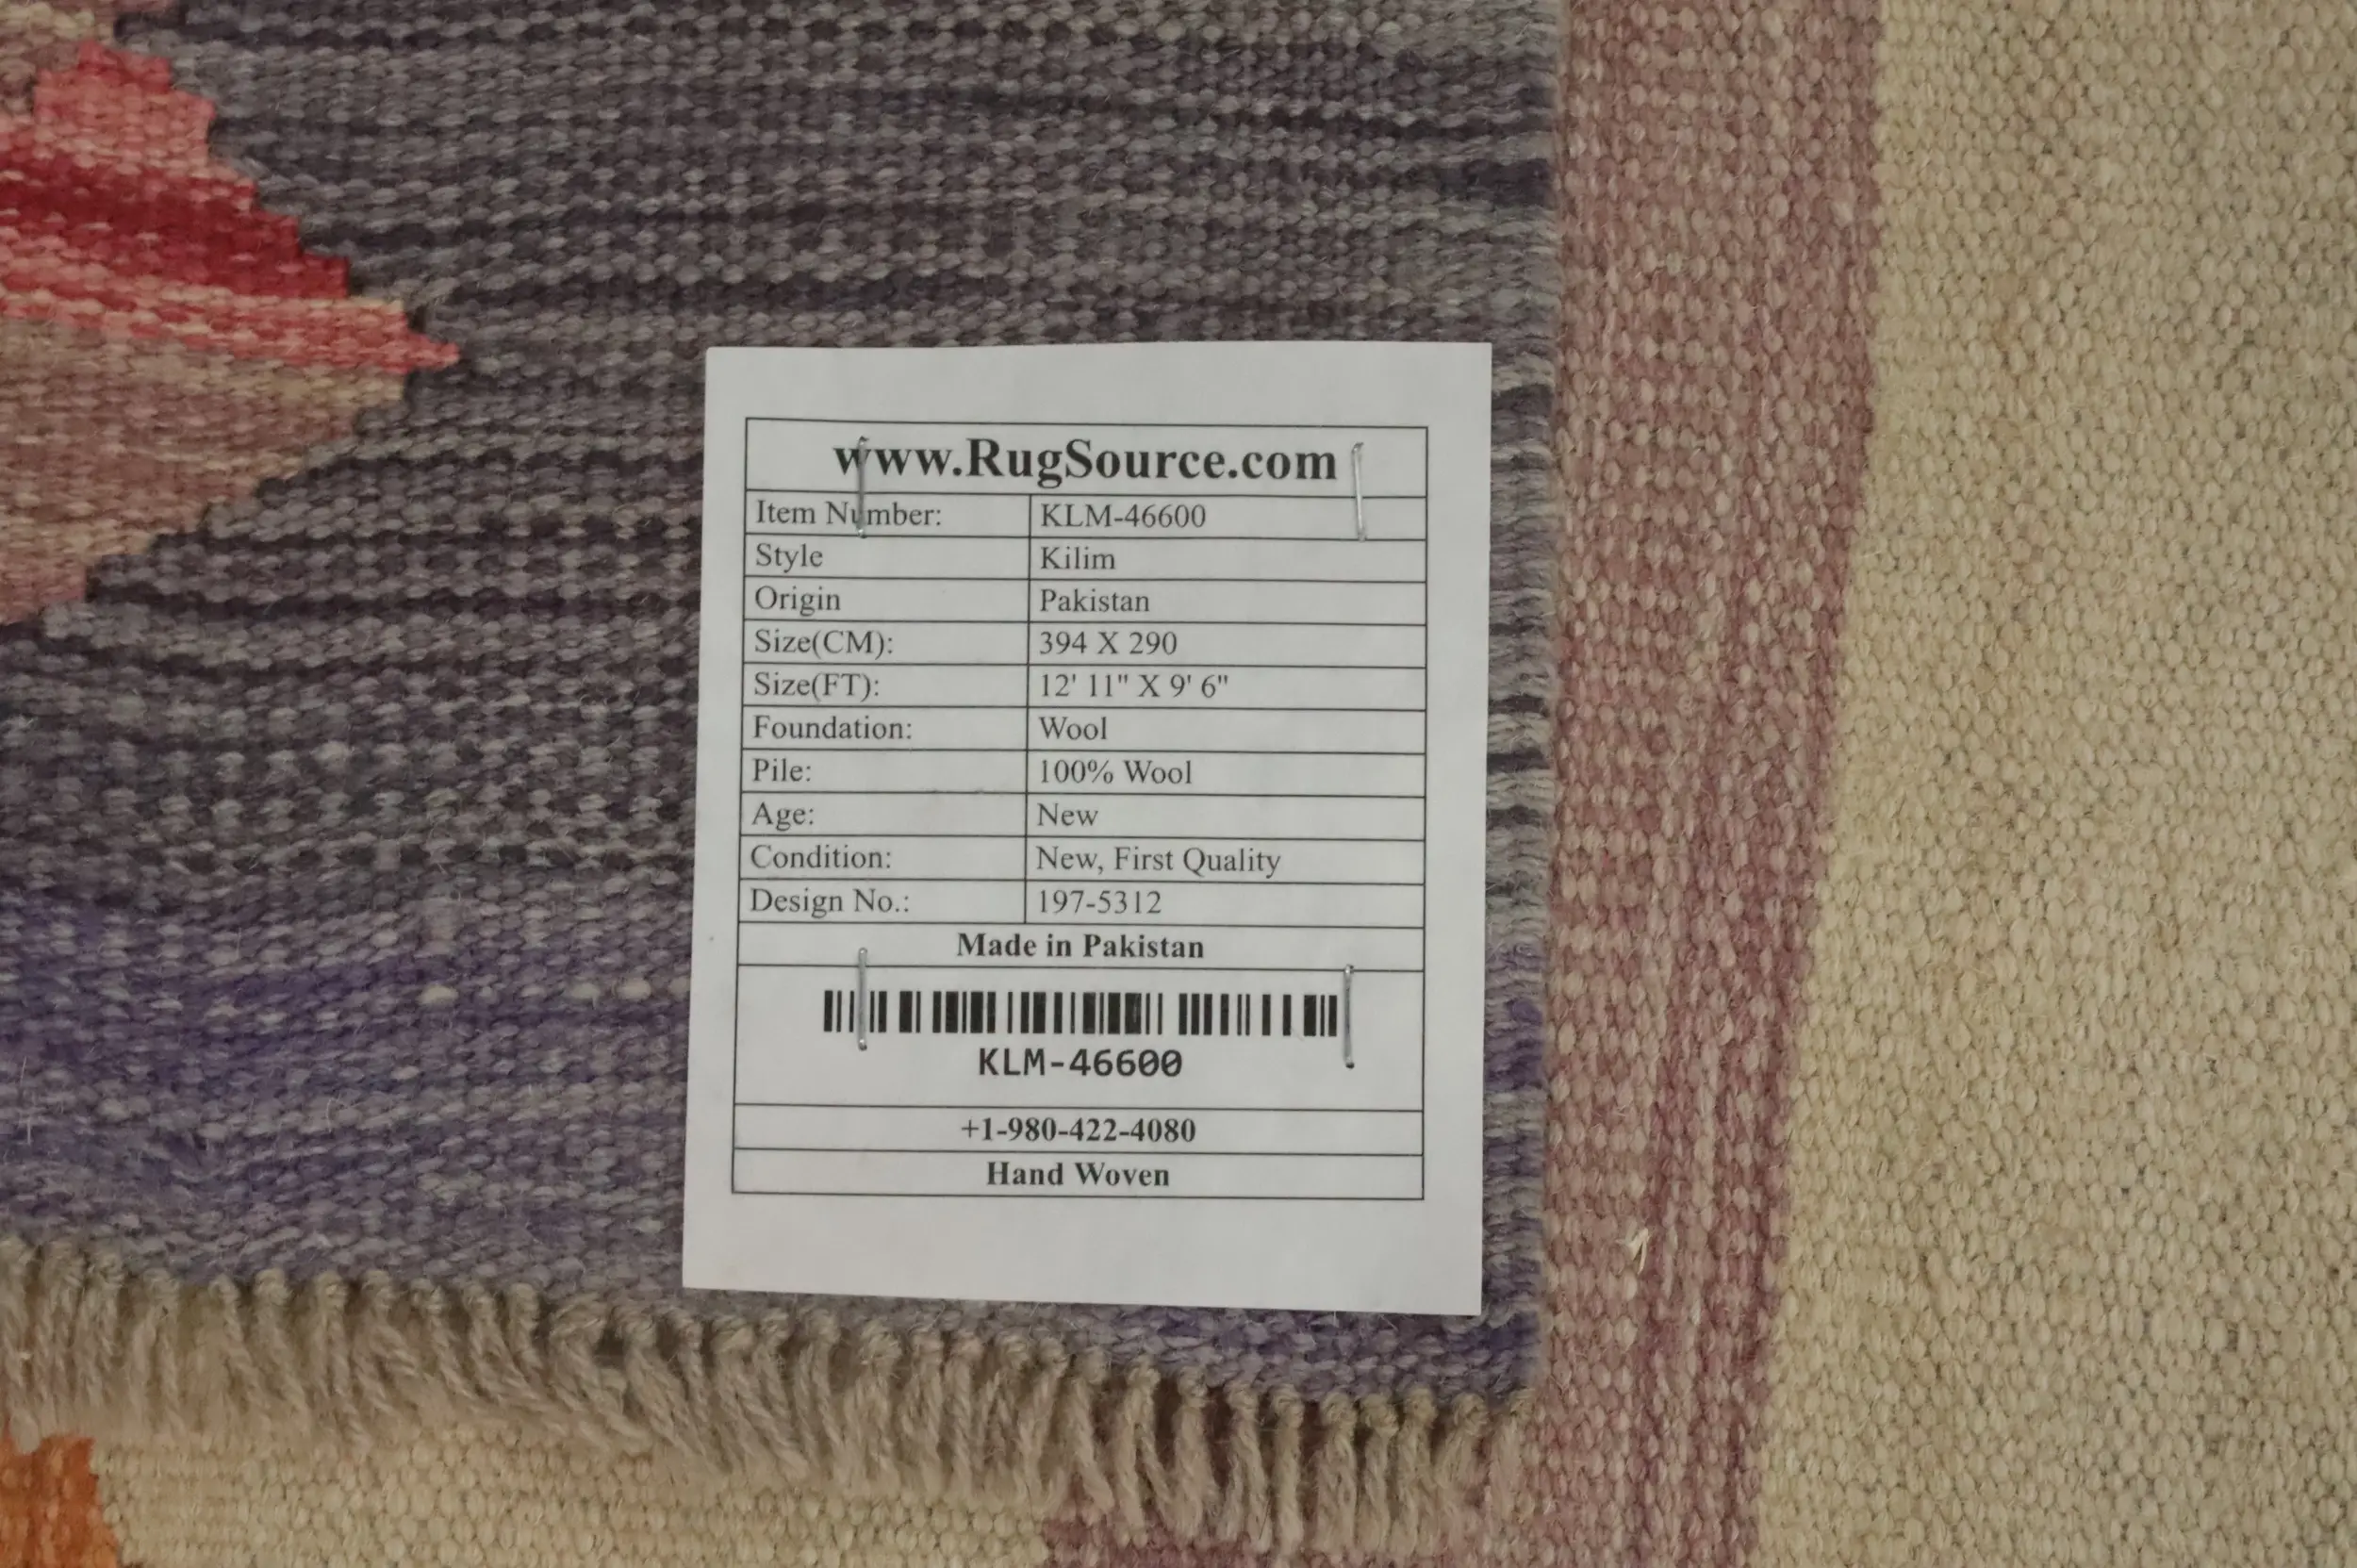 www.RugSource.com
Item Number: KLM-46600
Style Kilim
Origin Pakistan
Size(CM): 394 X 290
Size(FT): 12' 11" X 9' 6"
Foundation: Wool
Pile: 100% Wool
Age: New
Condition: New, First Quality
Design No.: 197-5312
Made in Pakistan
KLM-46600
+1-980-422-4080
Hand Woven